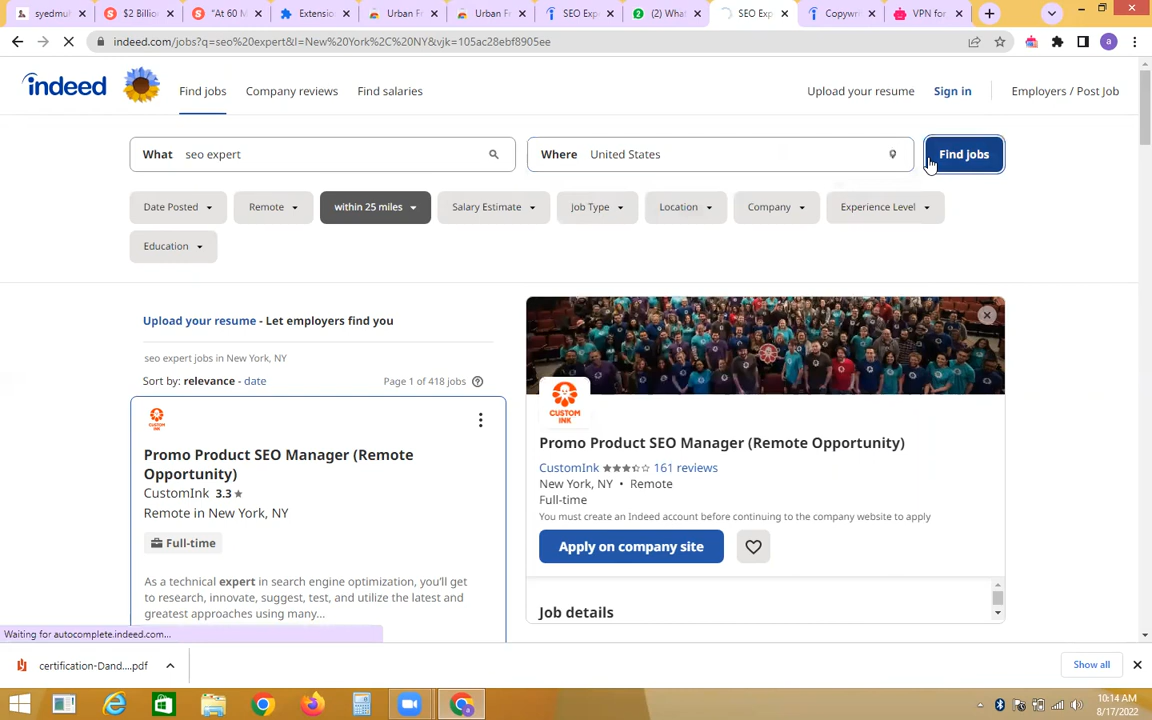 syedmul
$2 Billio
"At 60 M
Extensio
Urban Fr
Urban Fr
SEO Exp
(2) What
SEO Exp
Copywr
VPN for
indeed.com/jobs?q=seo%20expert&l=New%20York%2C%20NY&vjk=105ac28ebf8905ee
a
indeed
Find jobs
Company reviews
Find salaries
Upload your resume
Sign in
Employers / Post Job
What seo expert
Where United States
Find jobs
Date Posted
Remote
within 25 miles
Salary Estimate
Job Type
Location
Company
Experience Level
Education
Upload your resume - Let employers find you
seo expert jobs in New York, NY
Sort by: relevance - date
Page 1 of 418 jobs
CUSTOM
INK
Promo Product SEO Manager (Remote
Opportunity)
CustomInk 3.3
Remote in New York, NY
Full-time
As a technical expert in search engine optimization, you'll get
to research, innovate, suggest, test, and utilize the latest and
greatest approaches using many...
CUSTOM
INK
Promo Product SEO Manager (Remote Opportunity)
CustomInk 161 reviews
New York, NY • Remote
Full-time
You must create an Indeed account before continuing to the company website to apply
Apply on company site
Job details
Waiting for autocomplete.indeed.com...
certification-Dand....pdf
Show all
10:14 AM
8/17/2022